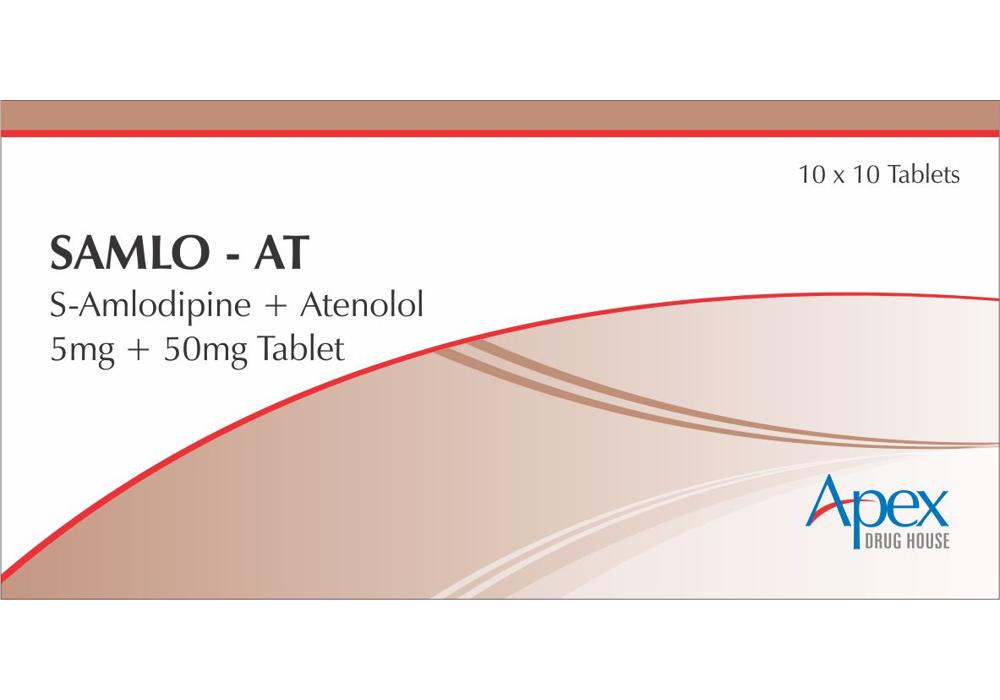 10 x 10 Tablets
SAMLO - AT
S-Amlodipine + Atenolol
5mg + 50mg Tablet
Apex
DRUG HOUSE